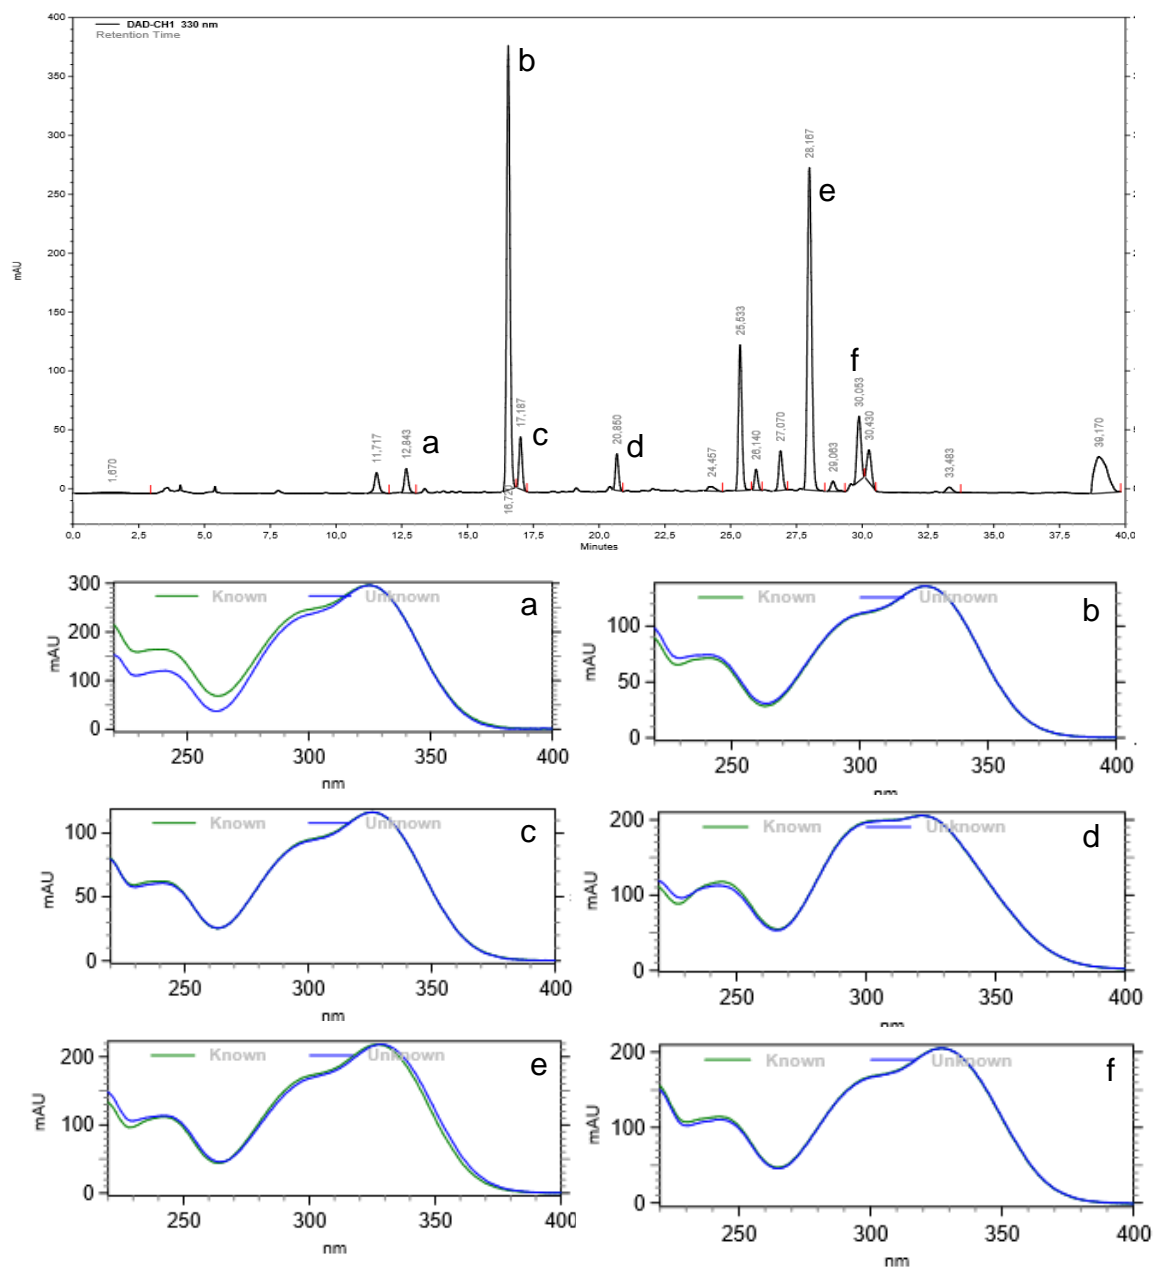 400
350
300
250
200
150
100
50
0
mAU
DAD-CH1 330 nm
Retention Time
1,670
11,717
12,843
a
16,720
b
17,187
c
20,850
d
24,457
25,533
26,140
27,070
28,167
e
29,063
f
30,053
30,430
33,483
39,170
0,0 2,5 5,0 7,5 10,0 12,5 15,0 17,5 20,0 22,5 25,0 27,5 30,0 32,5 35,0 37,5 40,0
Minutes
300
200
100
0
mAU
Known Unknown
a
250 300 350 400
nm
100
50
0
mAU
Known Unknown
b
250 300 350 400
nm
100
50
0
mAU
Known Unknown
c
250 300 350 400
nm
200
100
0
mAU
Known Unknown
d
250 300 350 400
nm
200
100
0
mAU
Known Unknown
e
250 300 350 400
nm
200
100
0
mAU
Known Unknown
f
250 300 350 400
nm